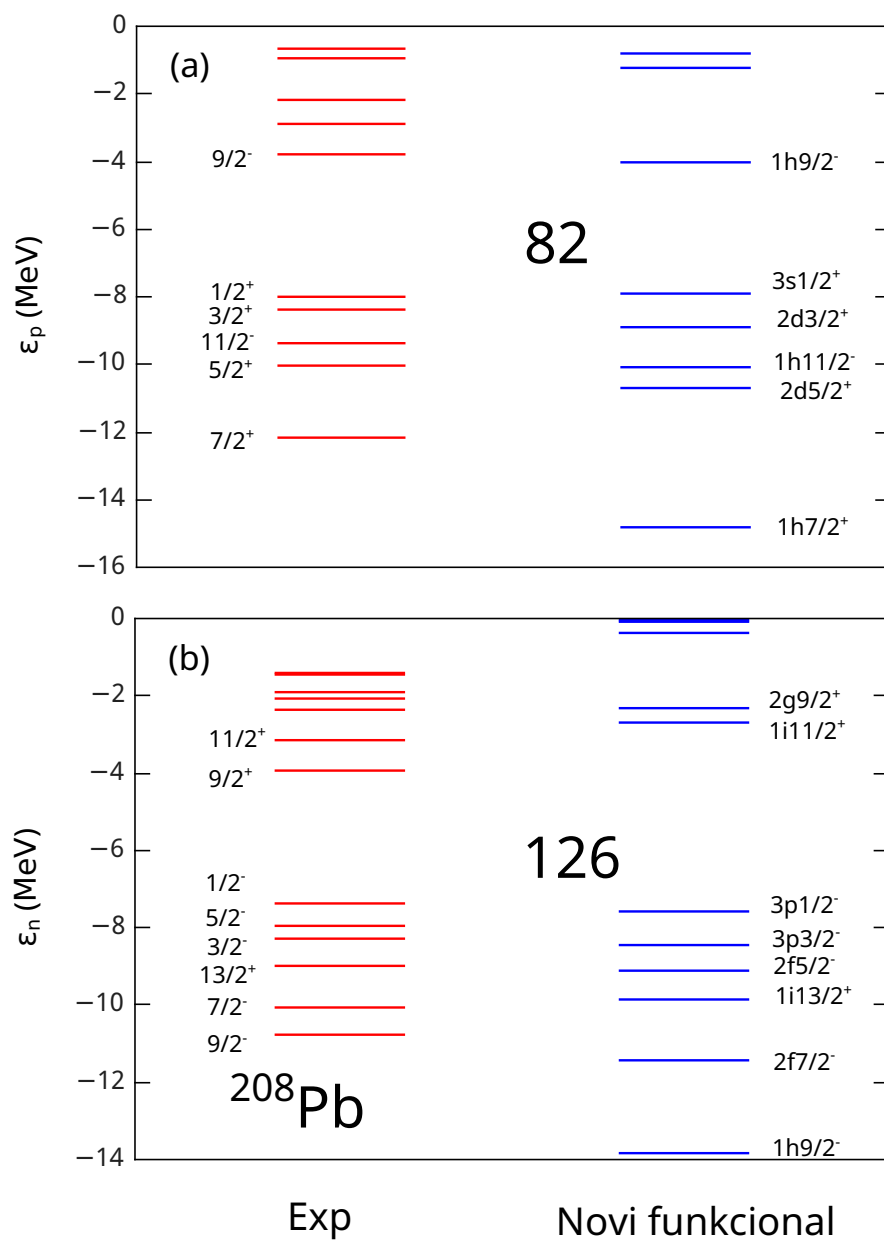 0
(a)
−2
9/2⁻
1h9/2⁻
−4
82
−6
εp (MeV)
1/2⁺
3s1/2⁺
−8
3/2⁺
2d3/2⁺
11/2⁻
1h11/2⁻
−10
5/2⁺
2d5/2⁺
−12
7/2⁺
−14
1h7/2⁺
−16
0
(b)
−2
2g9/2⁺
11/2⁺
1i11/2⁺
−4
9/2⁺
126
−6
εn (MeV)
1/2⁻
3p1/2⁻
−8
5/2⁻
3p3/2⁻
3/2⁻
2f5/2⁻
13/2⁺
1i13/2⁺
−10
7/2⁻
9/2⁻
2f7/2⁻
−12
²⁰⁸Pb
1h9/2⁻
−14
Exp
Novi funkcional